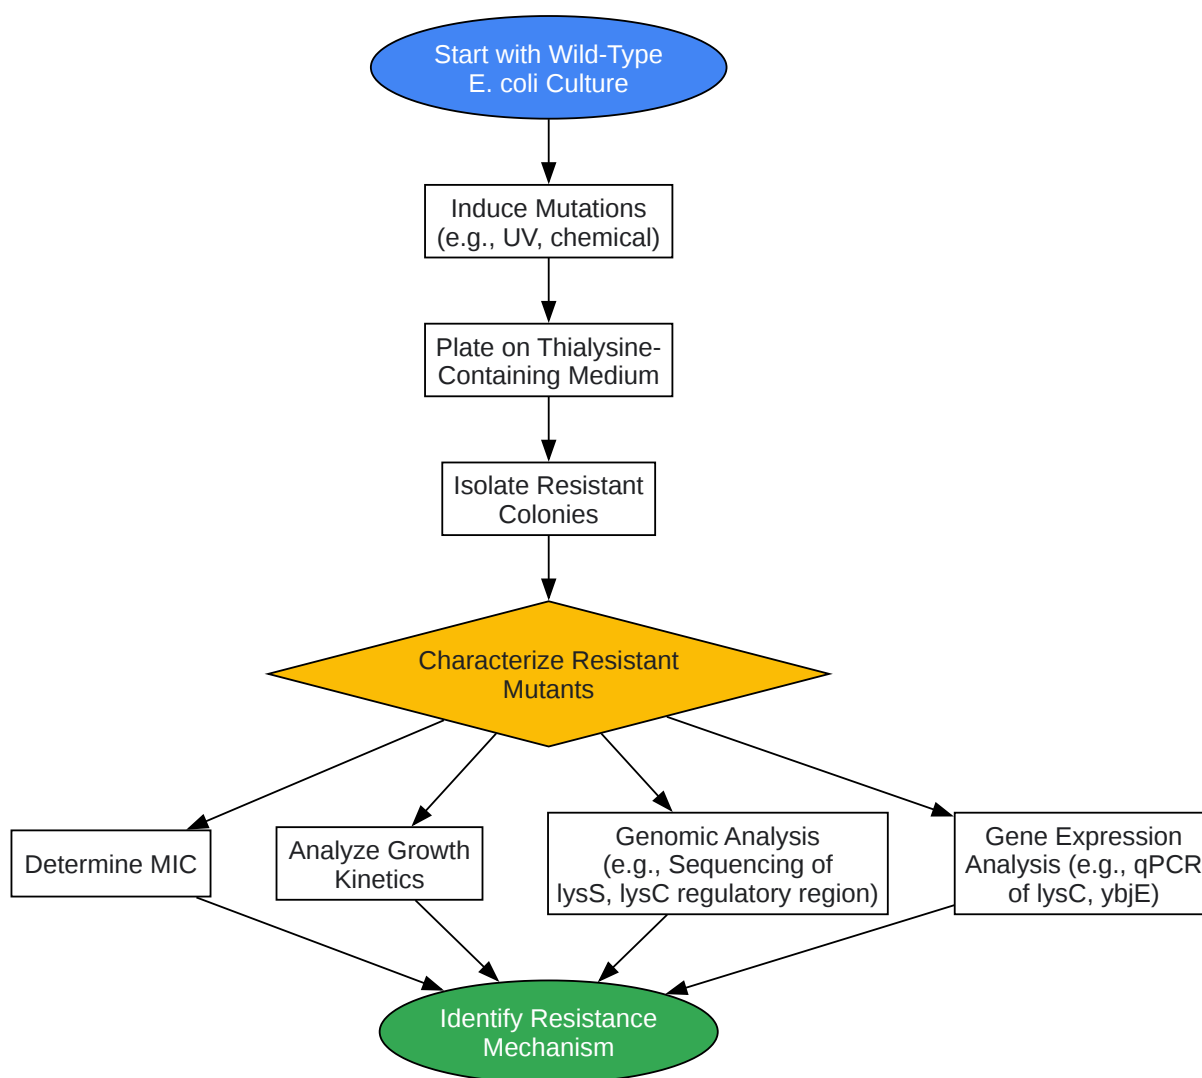 Start with Wild-Type
E. coli Culture
Induce Mutations
(e.g., UV, chemical)
Plate on Thialysine-
Containing Medium
Isolate Resistant
Colonies
Characterize Resistant
Mutants
Determine MIC
Analyze Growth
Kinetics
Genomic Analysis
(e.g., Sequencing of
lysS, lysC regulatory region)
Gene Expression
Analysis (e.g., qPCR
of lysC, ybjE)
Identify Resistance
Mechanism